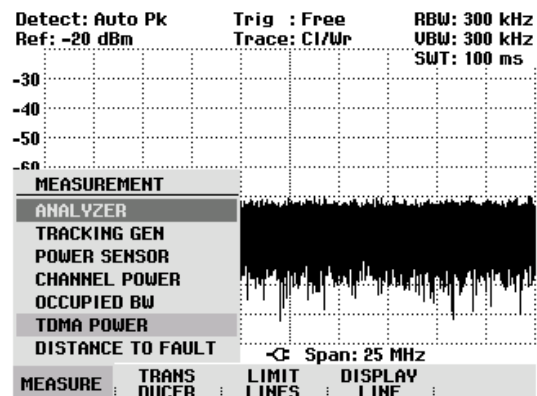 Detect: Auto Pk Trig : Free RBW: 300 kHz
Ref: -20 dBm Trace: Cl/Wr VBW: 300 kHz
SWT: 100 ms
-30
-40
-50
-60
MEASUREMENT
ANALYZER
TRACKING GEN
POWER SENSOR
CHANNEL POWER
OCCUPIED BW
TDMA POWER
DISTANCE TO FAULT
Span: 25 MHz
MEASURE
TRANS
DUCER
LIMIT
LINES
DISPLAY
LINE